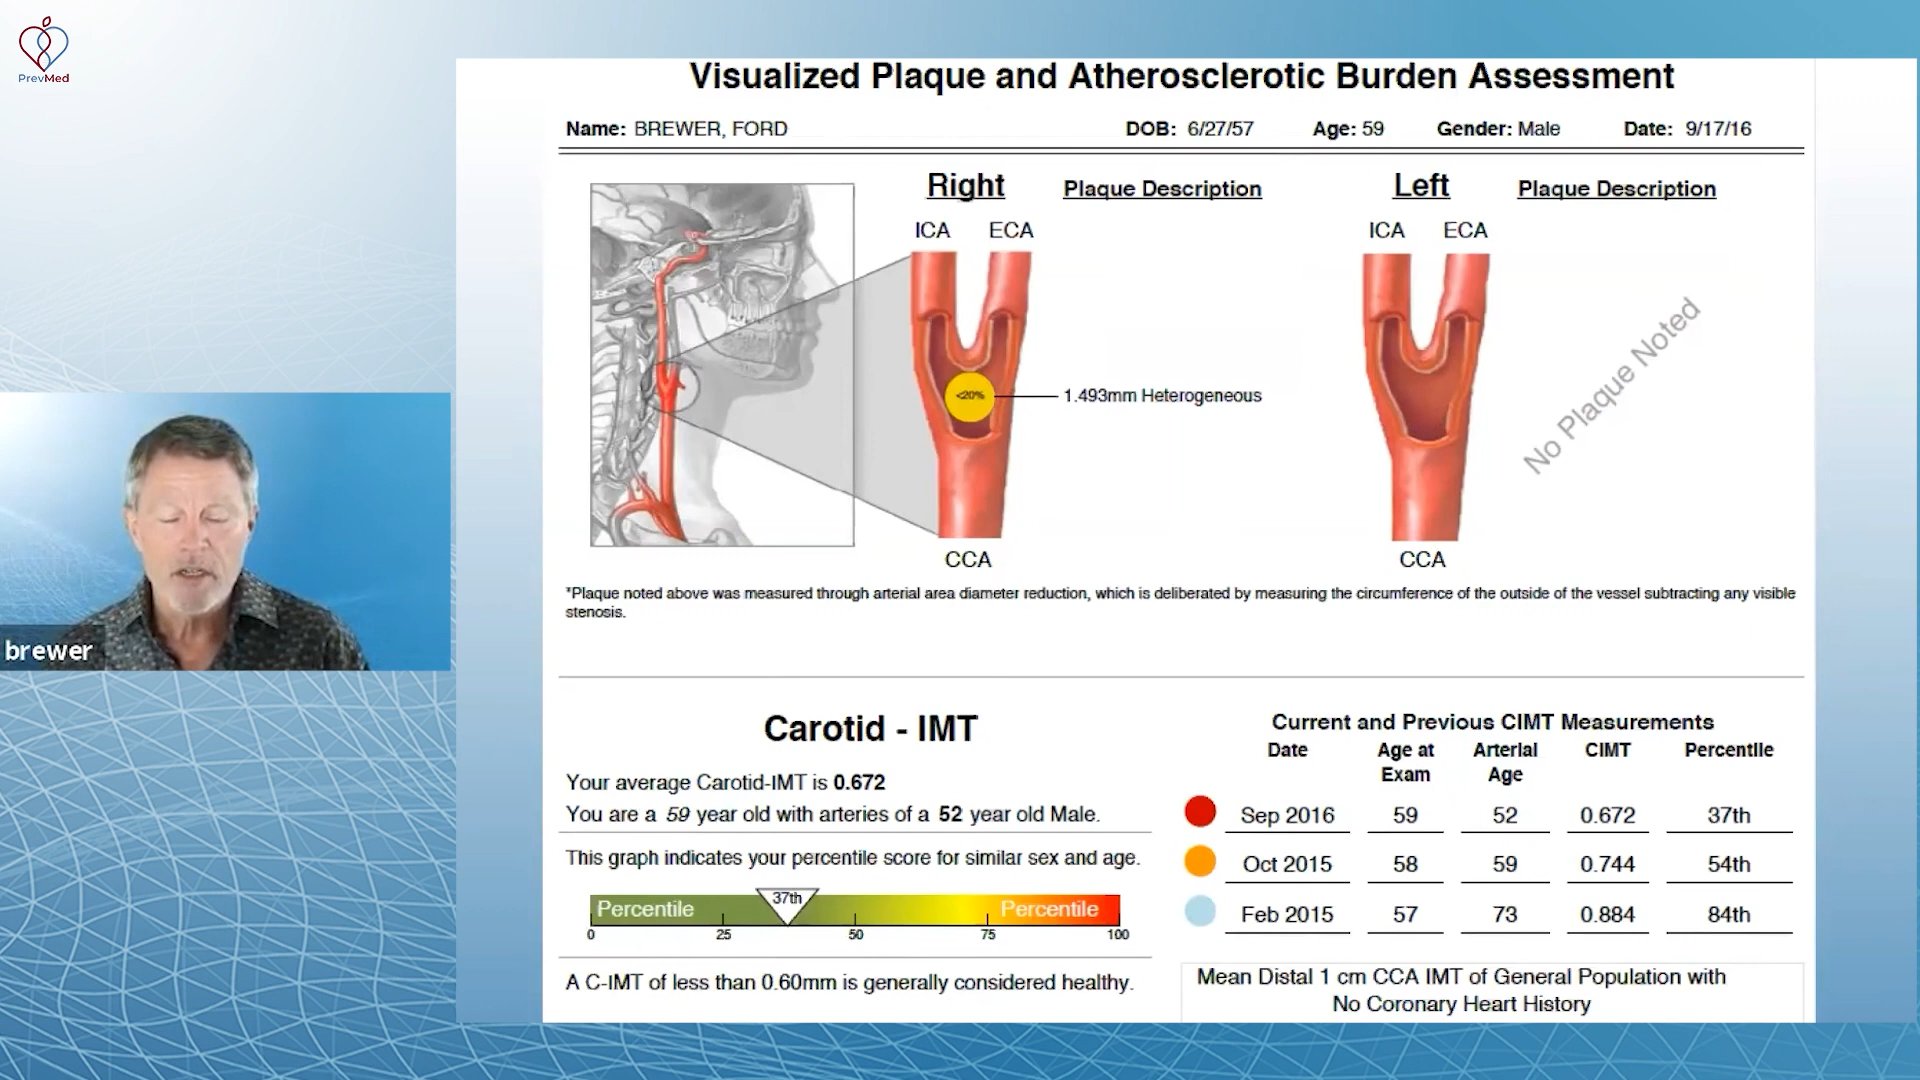 PrevMed
Visualized Plaque and Atherosclerotic Burden Assessment
Name: BREWER, FORD DOB: 6/27/57 Age: 59 Gender: Male Date: 9/17/16
Right Plaque Description Left Plaque Description
ICA ECA ICA ECA
<20% 1.493mm Heterogeneous
No Plaque Noted
CCA CCA
*Plaque noted above was measured through arterial area diameter reduction, which is deliberated by measuring the circumference of the outside of the vessel subtracting any visible
stenosis.
brewer
Carotid - IMT
Your average Carotid-IMT is 0.672
You are a 59 year old with arteries of a 52 year old Male.
This graph indicates your percentile score for similar sex and age.
37th
Percentile Percentile
0 25 50 75 100
A C-IMT of less than 0.60mm is generally considered healthy.
Current and Previous CIMT Measurements
Date Age at Arterial CIMT Percentile
Exam Age
Sep 2016 59 52 0.672 37th
Oct 2015 58 59 0.744 54th
Feb 2015 57 73 0.884 84th
Mean Distal 1 cm CCA IMT of General Population with
No Coronary Heart History